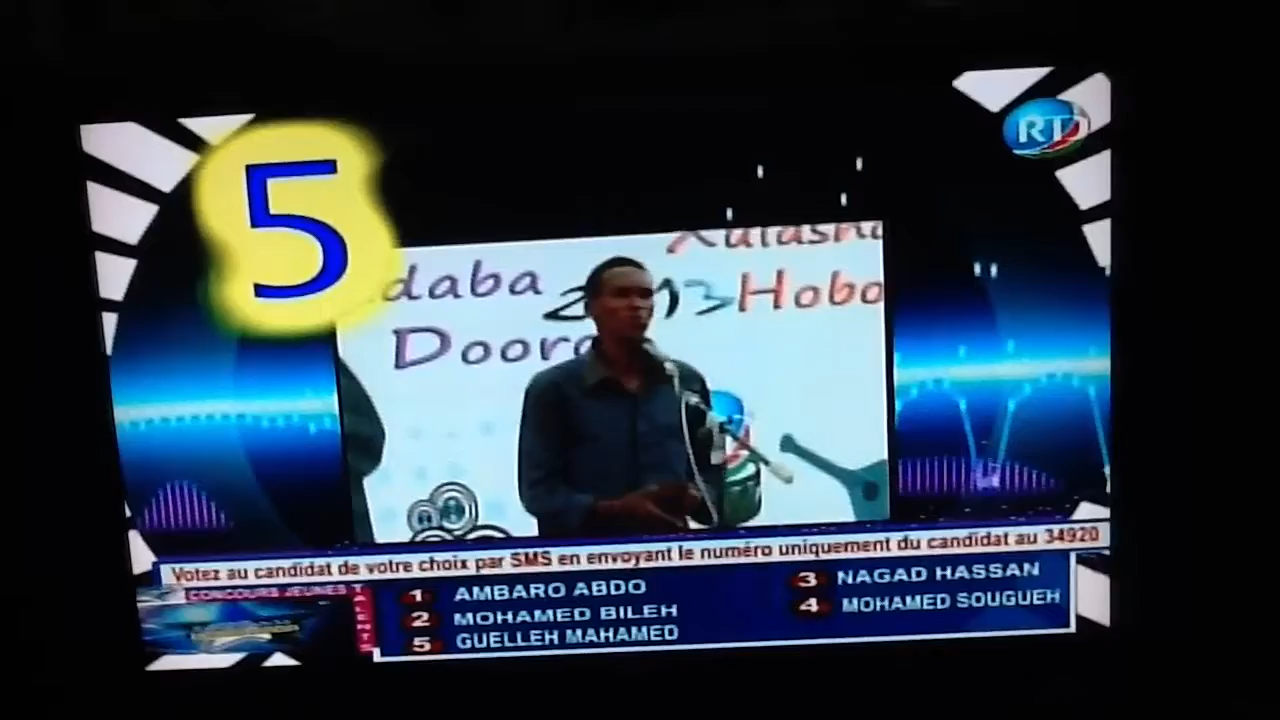 5
RTD
daba
2013
Hobo
Votez au candidat de votre choix par SMS en envoyant le numéro uniquement du candidat au 34920
CONCOURS JEUNES TALENTS
1 AMBARO ABDO
2 MOHAMED BILEH
5 GUELLEH MAHAMED
3 NAGAD HASSAN
4 MOHAMED SOUGUEH